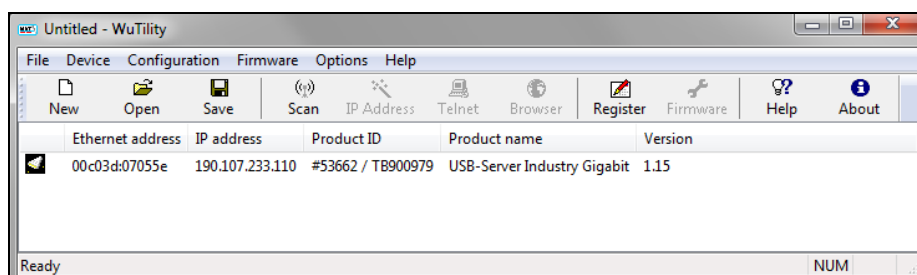 Untitled - WuTility
File Device Configuration Firmware Options Help
New Open Save Scan IP Address Telnet Browser Register Firmware Help About
Ethernet address IP address Product ID Product name Version
00c03d:07055e 190.107.233.110 #53662 / TB900979 USB-Server Industry Gigabit 1.15
Ready NUM